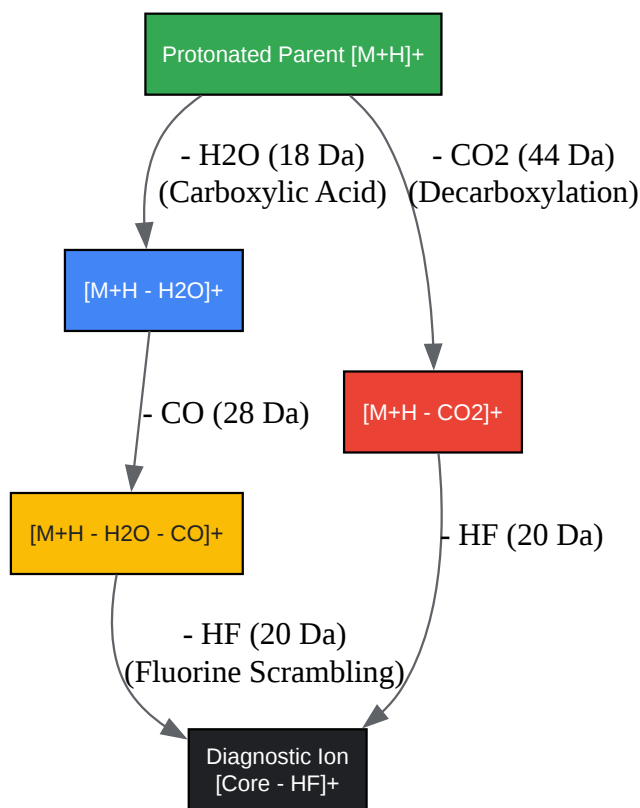 Protonated Parent [M+H]+
- H2O (18 Da)
(Carboxylic Acid)
- CO2 (44 Da)
(Decarboxylation)
[M+H - H2O]+
- CO (28 Da)
[M+H - CO2]+
[M+H - H2O - CO]+
- HF (20 Da)
- HF (20 Da)
(Fluorine Scrambling)
Diagnostic Ion
[Core - HF]+